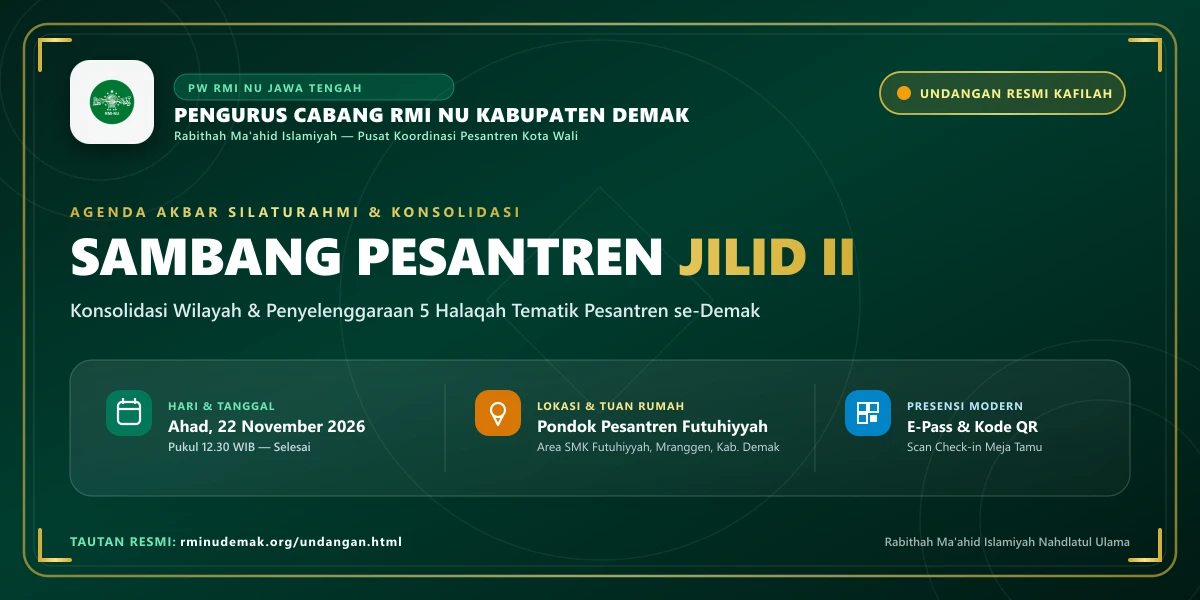 RMI-NU
PW RMI NU JAWA TENGAH
PENGURUS CABANG RMI NU KABUPATEN DEMAK
Rabithah Ma'ahid Islamiyah — Pusat Koordinasi Pesantren Kota Wali
UNDANGAN RESMI KAFILAH
AGENDA AKBAR SILATURAHMI & KONSOLIDASI
SAMBANG PESANTREN JILID II
Konsolidasi Wilayah & Penyelenggaraan 5 Halaqah Tematik Pesantren se-Demak
HARI & TANGGAL
Ahad, 22 November 2026
Pukul 12.30 WIB — Selesai
LOKASI & TUAN RUMAH
Pondok Pesantren Futuhiyyah
Area SMK Futuhiyyah, Mranggen, Kab. Demak
PRESENSI MODERN
E-Pass & Kode QR
Scan Check-in Meja Tamu
TAUTAN RESMI: rminudemak.org/undangan.html
Rabithah Ma'ahid Islamiyah Nahdlatul Ulama